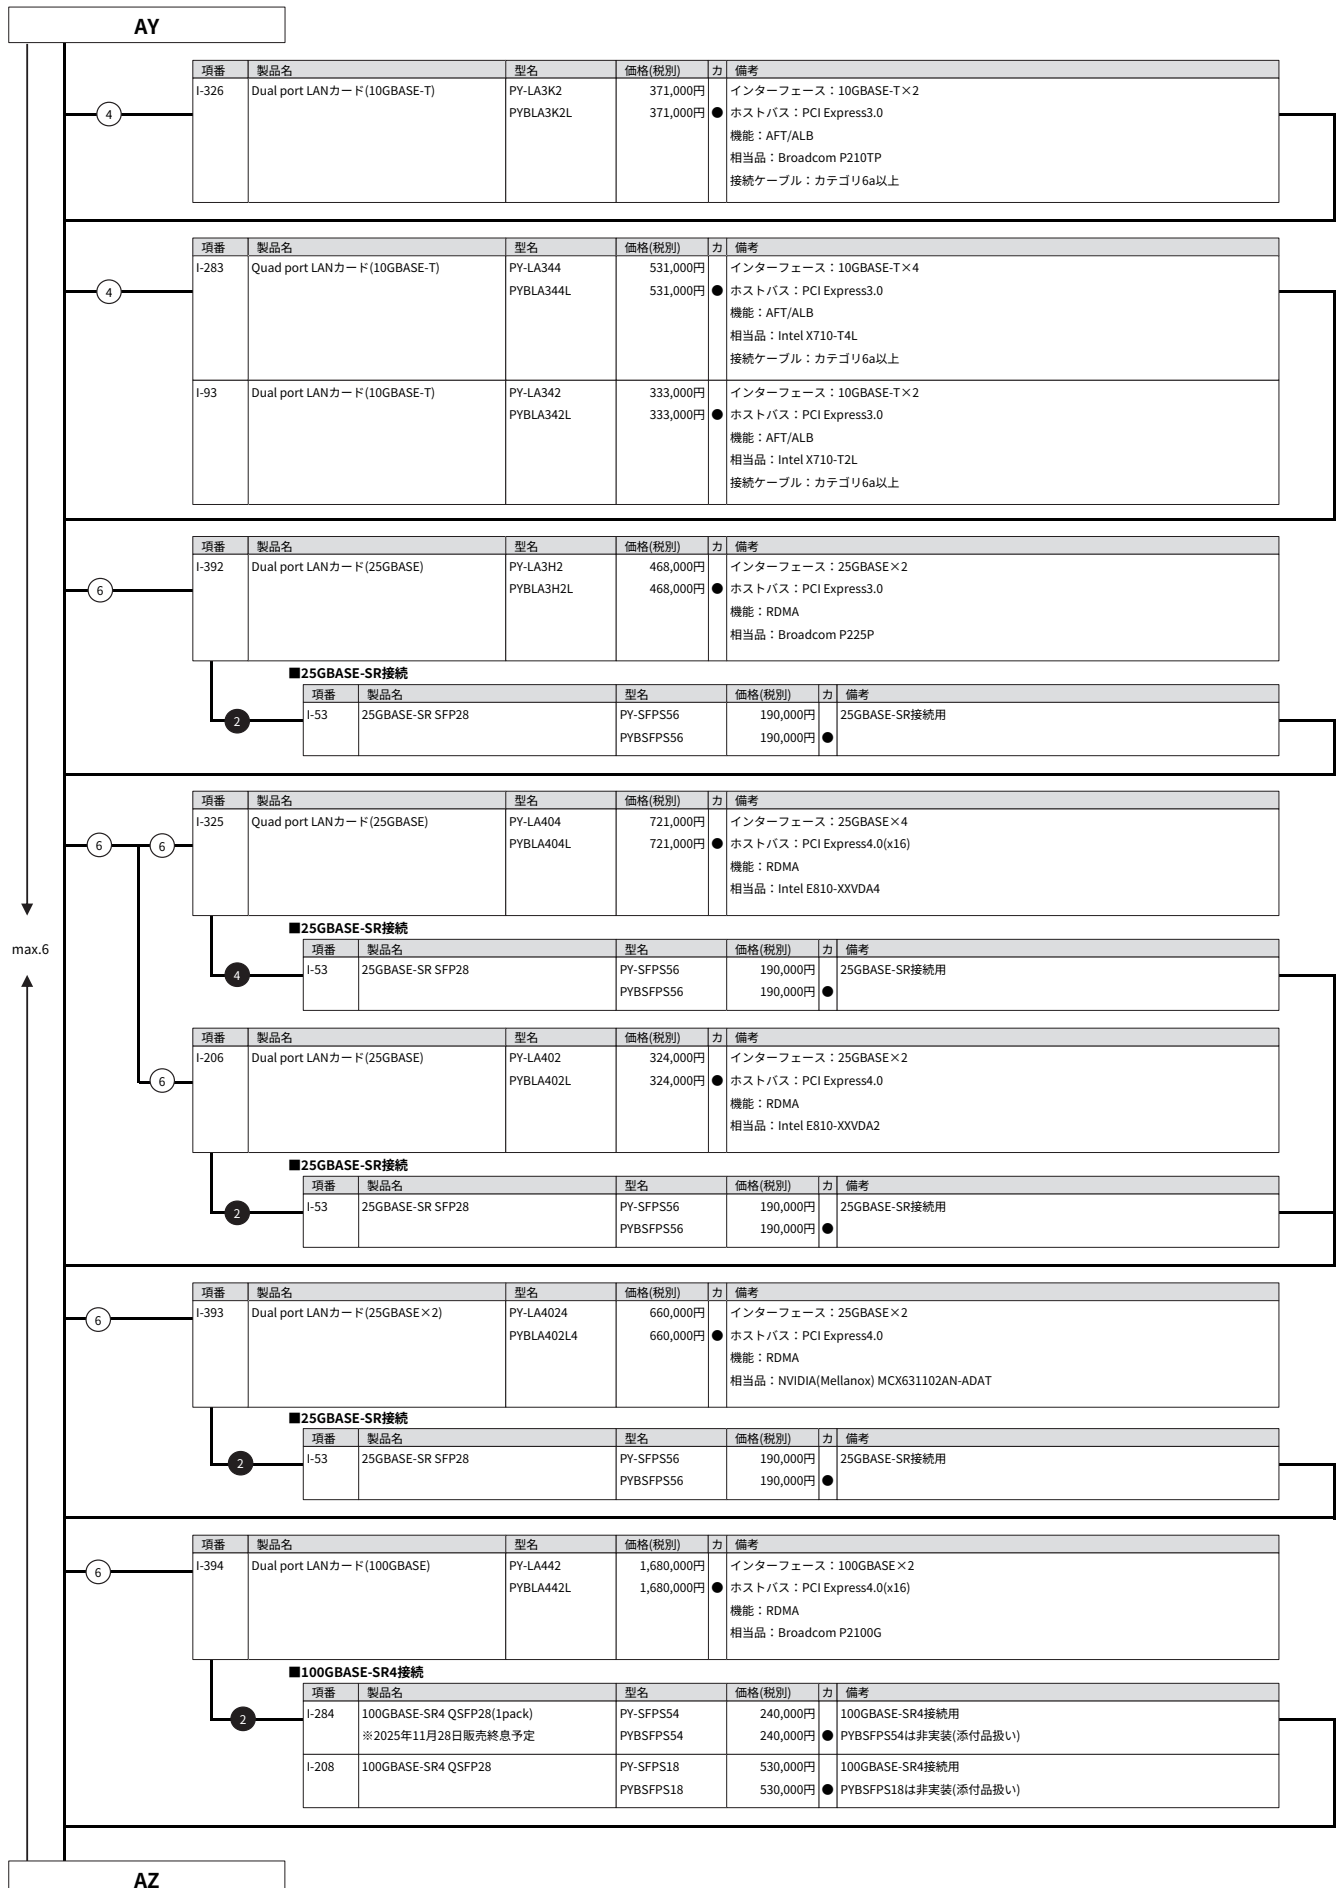 AY
項番 製品名 型名 価格(税別) カ 備考
I-326 Dual port LANカード(10GBASE-T) PY-LA3K2 371,000円 インターフェース：10GBASE-T×2
4 PYBLA3K2L 371,000円 ● ホストバス：PCI Express3.0
機能：AFT/ALB
相当品：Broadcom P210TP
接続ケーブル：カテゴリ6a以上
項番 製品名 型名 価格(税別) カ 備考
I-283 Quad port LANカード(10GBASE-T) PY-LA344 531,000円 インターフェース：10GBASE-T×4
4 PYBLA344L 531,000円 ● ホストバス：PCI Express3.0
機能：AFT/ALB
相当品：Intel X710-T4L
接続ケーブル：カテゴリ6a以上
I-93 Dual port LANカード(10GBASE-T) PY-LA342 333,000円 インターフェース：10GBASE-T×2
PYBLA342L 333,000円 ● ホストバス：PCI Express3.0
機能：AFT/ALB
相当品：Intel X710-T2L
接続ケーブル：カテゴリ6a以上
項番 製品名 型名 価格(税別) カ 備考
I-392 Dual port LANカード(25GBASE) PY-LA3H2 468,000円 インターフェース：25GBASE×2
6 PYBLA3H2L 468,000円 ● ホストバス：PCI Express3.0
機能：RDMA
相当品：Broadcom P225P
■25GBASE-SR接続
項番 製品名 型名 価格(税別) カ 備考
2 I-53 25GBASE-SR SFP28 PY-SFPS56 190,000円 25GBASE-SR接続用
PYBSFPS56 190,000円 ●
項番 製品名 型名 価格(税別) カ 備考
I-325 Quad port LANカード(25GBASE) PY-LA404 721,000円 インターフェース：25GBASE×4
6 6 PYBLA404L 721,000円 ● ホストバス：PCI Express4.0(x16)
機能：RDMA
相当品：Intel E810-XXVDA4
■25GBASE-SR接続
max.6
項番 製品名 型名 価格(税別) カ 備考
4 I-53 25GBASE-SR SFP28 PY-SFPS56 190,000円 25GBASE-SR接続用
PYBSFPS56 190,000円 ●
項番 製品名 型名 価格(税別) カ 備考
I-206 Dual port LANカード(25GBASE) PY-LA402 324,000円 インターフェース：25GBASE×2
6 PYBLA402L 324,000円 ● ホストバス：PCI Express4.0
機能：RDMA
相当品：Intel E810-XXVDA2
■25GBASE-SR接続
項番 製品名 型名 価格(税別) カ 備考
2 I-53 25GBASE-SR SFP28 PY-SFPS56 190,000円 25GBASE-SR接続用
PYBSFPS56 190,000円 ●
項番 製品名 型名 価格(税別) カ 備考
6 I-393 Dual port LANカード(25GBASE×2) PY-LA4024 660,000円 インターフェース：25GBASE×2
PYBLA402L4 660,000円 ● ホストバス：PCI Express4.0
機能：RDMA
相当品：NVIDIA(Mellanox) MCX631102AN-ADAT
■25GBASE-SR接続
項番 製品名 型名 価格(税別) カ 備考
2 I-53 25GBASE-SR SFP28 PY-SFPS56 190,000円 25GBASE-SR接続用
PYBSFPS56 190,000円 ●
項番 製品名 型名 価格(税別) カ 備考
6 I-394 Dual port LANカード(100GBASE) PY-LA442 1,680,000円 インターフェース：100GBASE×2
PYBLA442L 1,680,000円 ● ホストバス：PCI Express4.0(x16)
機能：RDMA
相当品：Broadcom P2100G
■100GBASE-SR4接続
項番 製品名 型名 価格(税別) カ 備考
2 I-284 100GBASE-SR4 QSFP28(1pack) PY-SFPS54 240,000円 100GBASE-SR4接続用
※2025年11月28日販売終息予定 PYBSFPS54 240,000円 ● PYBSFPS54は非実装(添付品扱い)
I-208 100GBASE-SR4 QSFP28 PY-SFPS18 530,000円 100GBASE-SR4接続用
PYBSFPS18 530,000円 ● PYBSFPS18は非実装(添付品扱い)
AZ